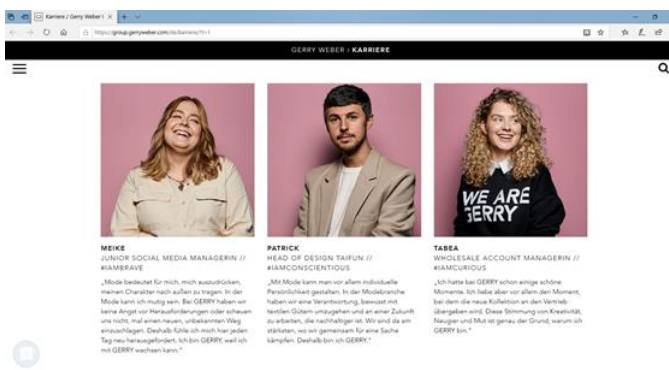 Karriere / Gerry Weber I
https://group.gerryweber.com/de/karriere/?f=1
GERRY WEBER › KARRIERE
WE ARE
GERRY
MEIKE
JUNIOR SOCIAL MEDIA MANAGERIN //
#IAMBRAVE
„Mode bedeutet für mich, mich auszudrücken,
meinen Charakter nach außen zu tragen. In der
Mode kann ich mutig sein. Bei GERRY haben wir
keine Angst vor Herausforderungen oder scheuen
uns nicht, mal einen neuen, unbekannten Weg
einzuschlagen. Deshalb fühle ich mich hier jeden
Tag neu herausgefordert. Ich bin GERRY, weil ich
mit GERRY wachsen kann."
PATRICK
HEAD OF DESIGN TAIFUN //
#IAMCONSCIENTIOUS
„Mit Mode kann man vor allem individuelle
Persönlichkeit gestalten. In der Modebranche
haben wir eine Verantwortung, bewusst mit
textilen Gütern umzugehen und an einer Zukunft
zu arbeiten, die nachhaltiger ist. Wir sind da am
stärksten, wo wir gemeinsam für eine Sache
kämpfen. Deshalb bin ich GERRY."
TABEA
WHOLESALE ACCOUNT MANAGERIN //
#IAMCURIOUS
„Ich hatte bei GERRY schon einige schöne
Momente. Ich liebe aber vor allem den Moment,
bei dem die neue Kollektion an den Vertrieb
übergeben wird. Diese Stimmung von Kreativität,
Neugier und Mut ist genau der Grund, warum ich
GERRY bin."